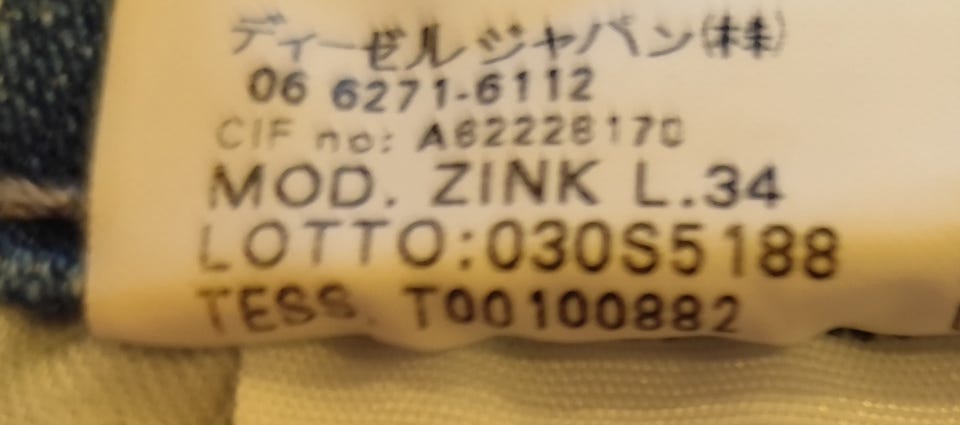 ディーゼルジャパン(株)
06 6271-6112
CIF no: A62228170
MOD. ZINK L.34
LOTTO:030S5188
TESS. T00100882